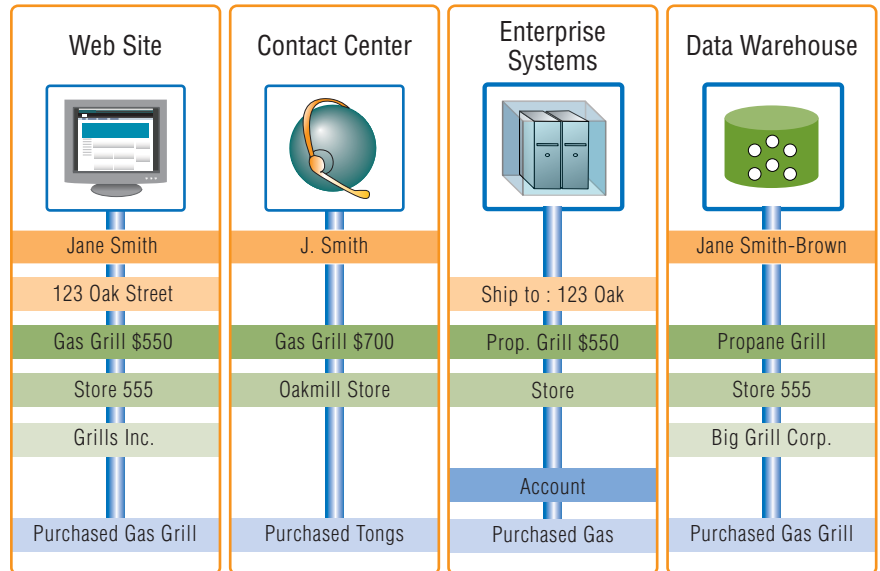 Web Site
Jane Smith
123 Oak Street
Gas Grill $550
Store 555
Grills Inc.
Purchased Gas Grill
Contact Center
J. Smith
Gas Grill $700
Oakmill Store
Purchased Tongs
Enterprise
Systems
Ship to : 123 Oak
Prop. Grill $550
Store
Account
Purchased Gas
Data Warehouse
Jane Smith-Brown
Propane Grill
Store 555
Big Grill Corp.
Purchased Gas Grill